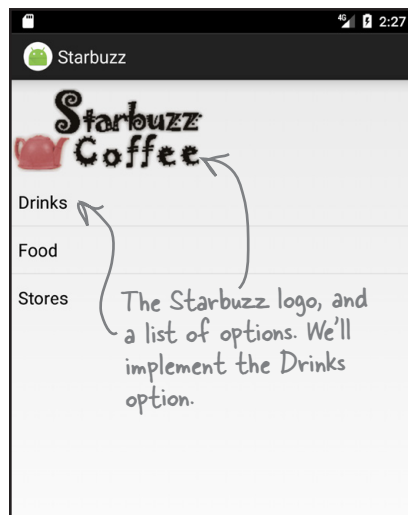 4G 2:27
Starbuzz
Starbuzz
Coffee
Drinks
Food
Stores
The Starbuzz logo, and
a list of options. We'll
implement the Drinks
option.